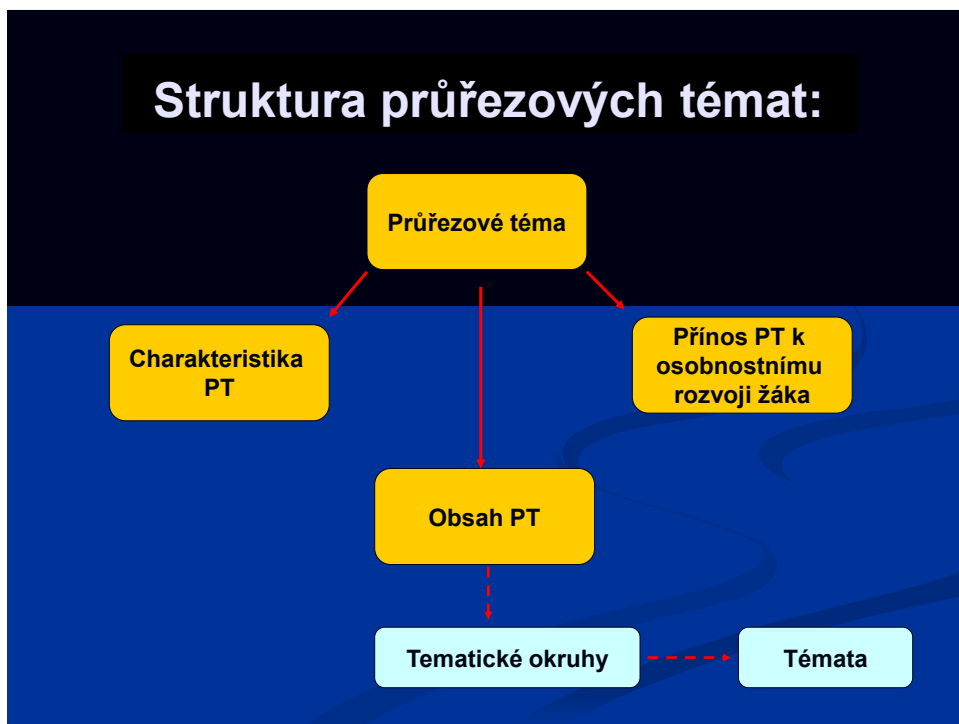 Struktura průřezových témat:
Průřezové téma
Charakteristika
PT
Přínos PT k
osobnostnímu
rozvoji žáka
Obsah PT
Tematické okruhy
Témata